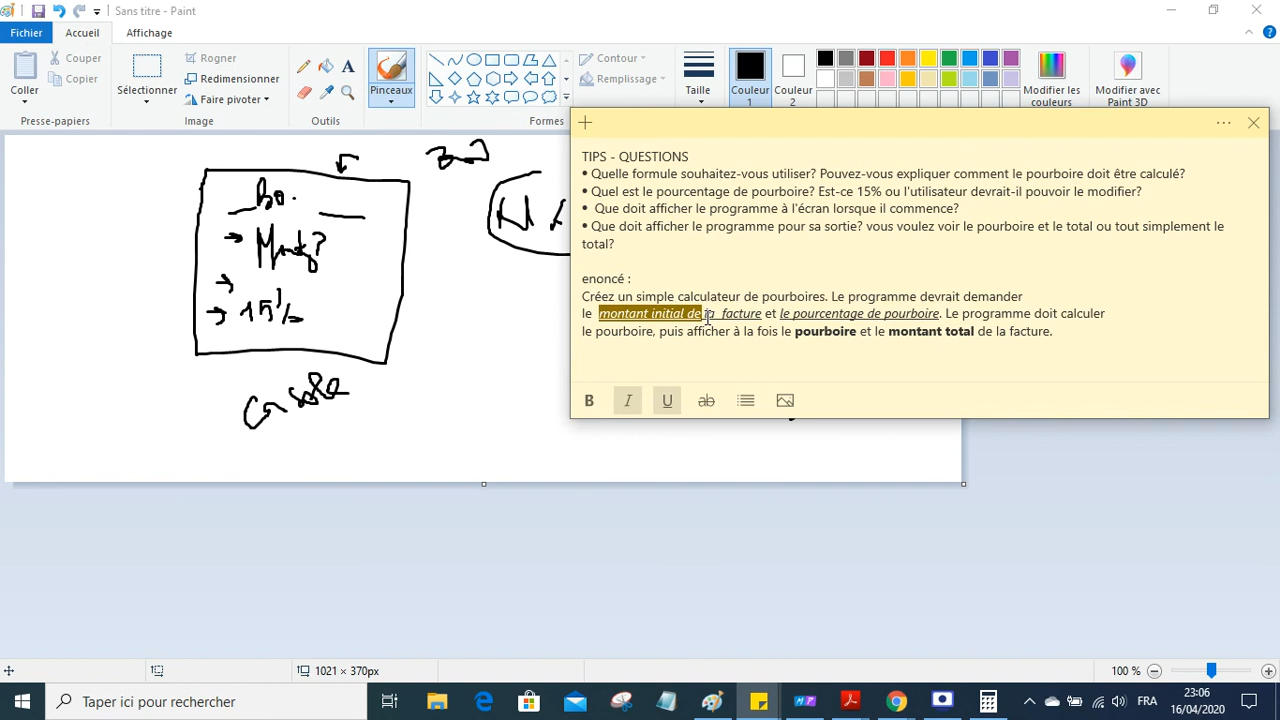 Sans titre - Paint
Fichier
Accueil
Affichage
Coller
Couper
Copier
Presse-papiers
Sélectionner
Rogner
Redimensionner
Faire pivoter
Image
A
Outils
Pinceaux
Contour
Remplissage
Formes
Taille
Couleur 1
Couleur 2
Modifier les couleurs
Modifier avec Paint 3D
15%
TIPS - QUESTIONS
• Quelle formule souhaitez-vous utiliser? Pouvez-vous expliquer comment le pourboire doit être calculé?
• Quel est le pourcentage de pourboire? Est-ce 15% ou l'utilisateur devrait-il pouvoir le modifier?
• Que doit afficher le programme à l'écran lorsque il commence?
• Que doit afficher le programme pour sa sortie? vous voulez voir le pourboire et le total ou tout simplement le
total?
enoncé :
Créez un simple calculateur de pourboires. Le programme devrait demander
le montant initial de la facture et le pourcentage de pourboire. Le programme doit calculer
le pourboire, puis afficher à la fois le pourboire et le montant total de la facture.
B I U ab
1021 × 370px
100 %
Taper ici pour rechercher
FRA
23:06
16/04/2020